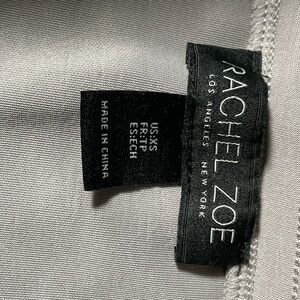 RACHEL ZOE
LOS ANGELES NEW YORK
US:XS
FR:TP
ES:ECH
MADE IN CHINA